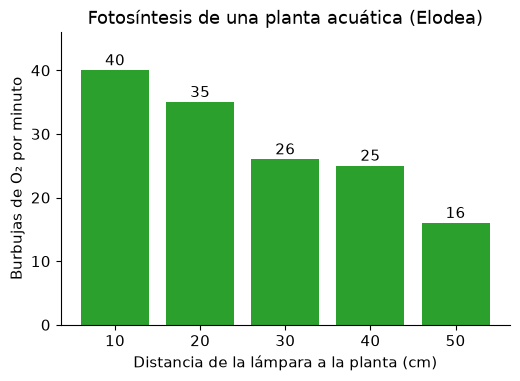 Fotosíntesis de una planta acuática (Elodea)
Burbujas de O₂ por minuto
40
30
20
10
0
40
35
26
25
16
10 20 30 40 50
Distancia de la lámpara a la planta (cm)